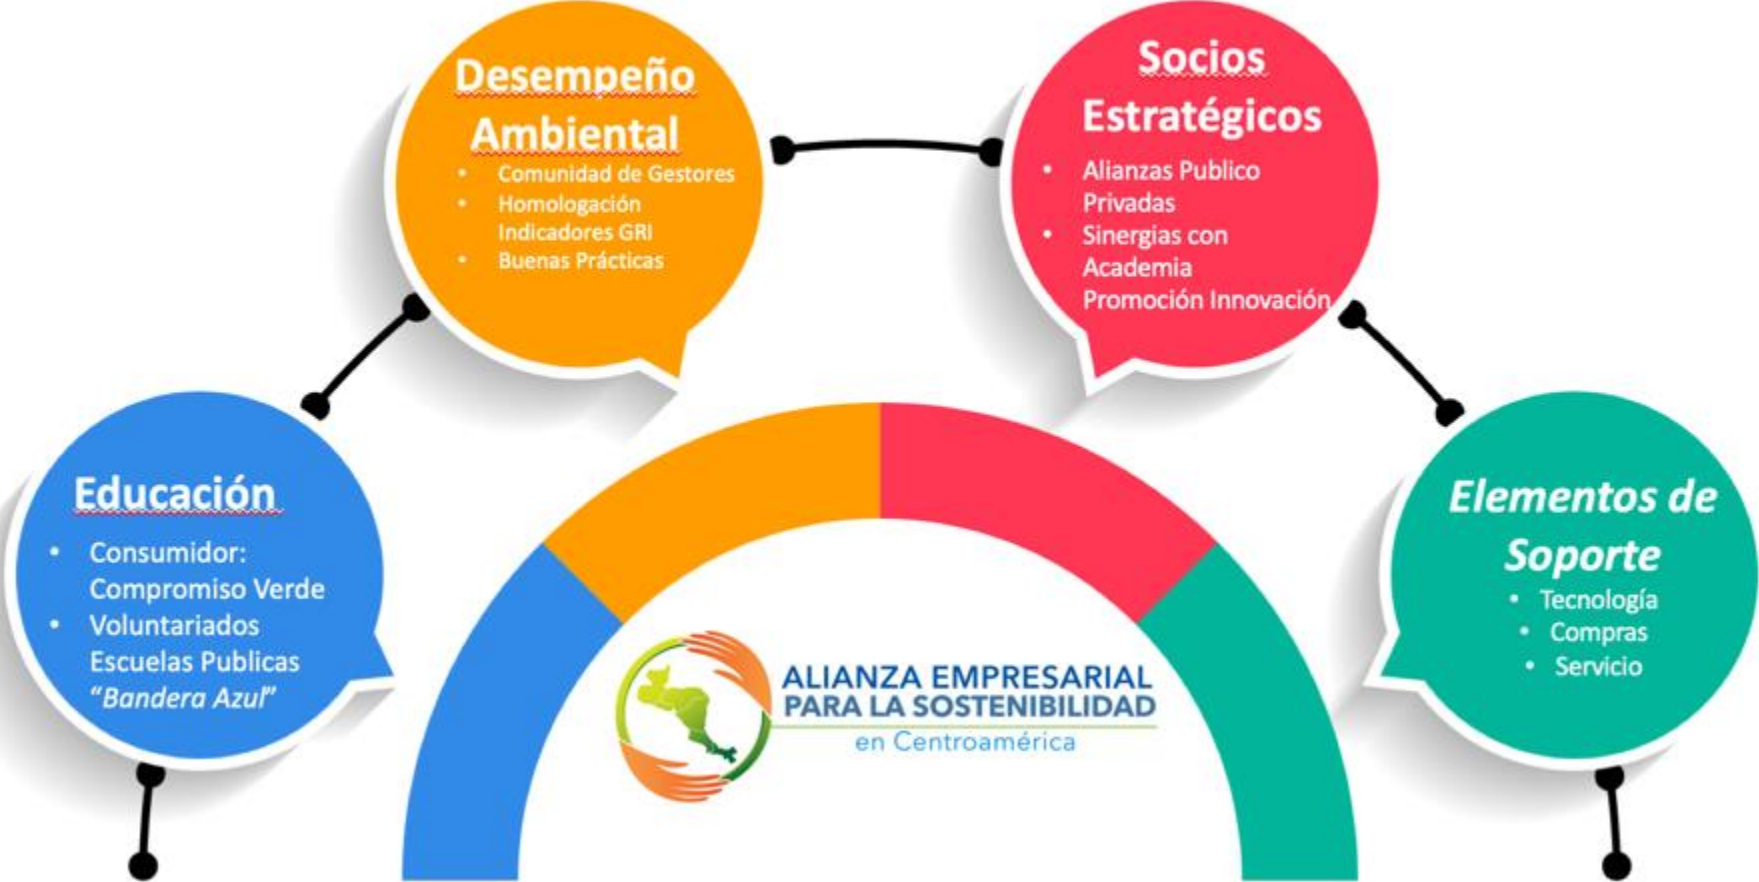 Desempeño
Ambiental
• Comunidad de Gestores
• Homologación
Indicadores GRI
• Buenas Prácticas
Socios
Estratégicos
• Alianzas Publico
Privadas
• Sinergias con
Academia
Promoción Innovación
Educación
• Consumidor:
Compromiso Verde
• Voluntariados
Escuelas Publicas
“Bandera Azul”
Elementos de
Soporte
• Tecnología
• Compras
• Servicio
ALIANZA EMPRESARIAL
PARA LA SOSTENIBILIDAD
en Centroamérica